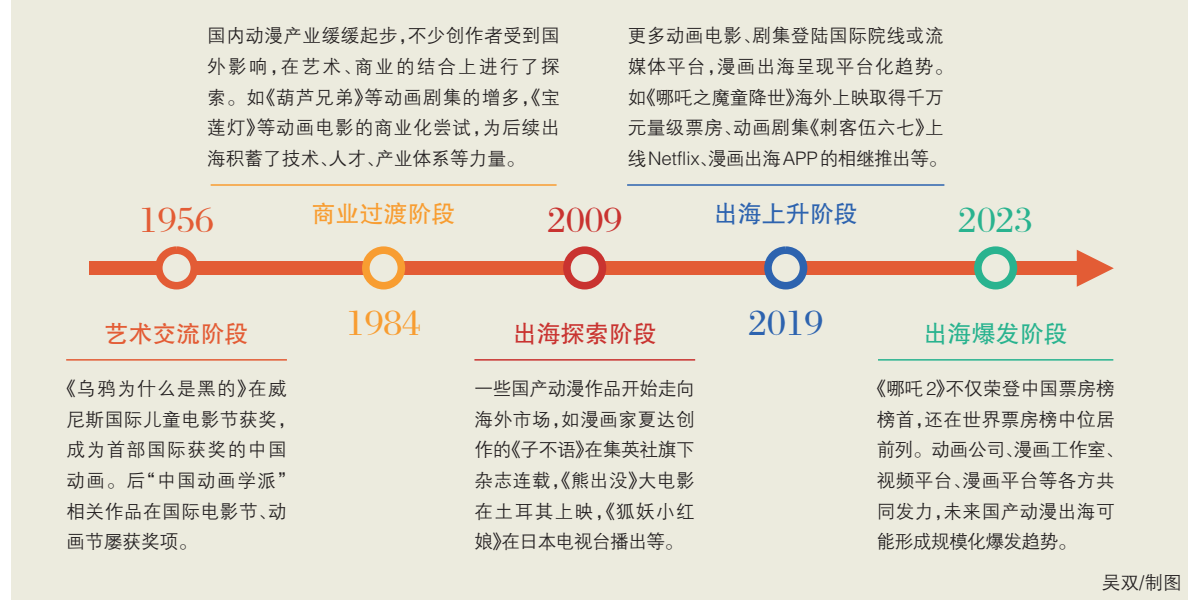 国内动漫产业缓缓起步,不少创作者受到国
外影响,在艺术、商业的结合上进行了探
索。如《葫芦兄弟》等动画剧集的增多,《宝
莲灯》等动画电影的商业化尝试,为后续出
海积蓄了技术、人才、产业体系等力量。
更多动画电影、剧集登陆国际院线或流
媒体平台,漫画出海呈现平台化趋势。
如《哪吒之魔童降世》海外上映取得千万
元量级票房、动画剧集《刺客伍六七》上
线Netflix、漫画出海APP的相继推出等。
1956
商业过渡阶段
2009
出海上升阶段
2023
艺术交流阶段
1984
出海探索阶段
2019
出海爆发阶段
《乌鸦为什么是黑的》在威
尼斯国际儿童电影节获奖,
成为首部国际获奖的中国
动画。后“中国动画学派”
相关作品在国际电影节、动
画节屡获奖项。
一些国产动漫作品开始走向
海外市场,如漫画家夏达创
作的《子不语》在集英社旗下
杂志连载,《熊出没》大电影
在土耳其上映,《狐妖小红
娘》在日本电视台播出等。
《哪吒2》不仅荣登中国票房榜
榜首,还在世界票房榜中位居
前列。动画公司、漫画工作室、
视频平台、漫画平台等各方共
同发力,未来国产动漫出海可
能形成规模化爆发趋势。
吴双/制图